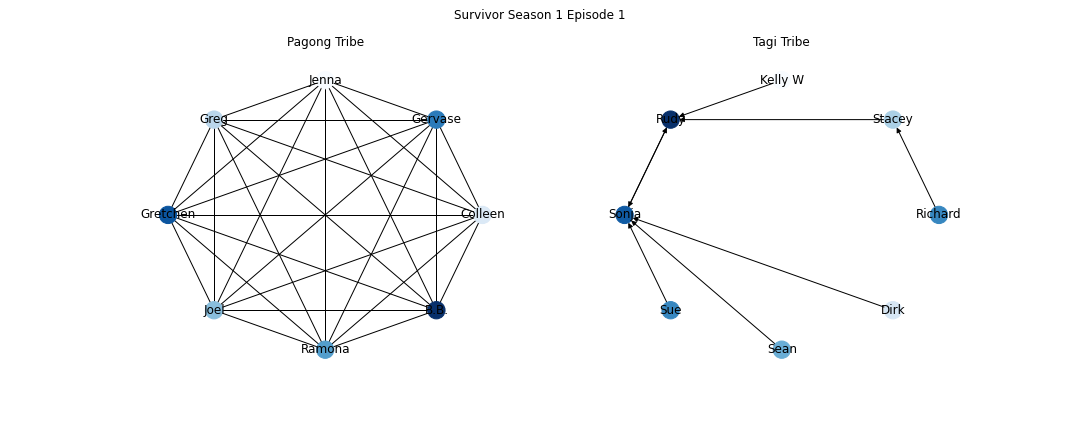 Survivor Season 1 Episode 1
Pagong Tribe
Tagi Tribe
Jenna
Greg
Gervase
Gretchen
Colleen
Joel
B.B.
Ramona
Kelly W
Rudy
Stacey
Sonja
Richard
Sue
Dirk
Sean